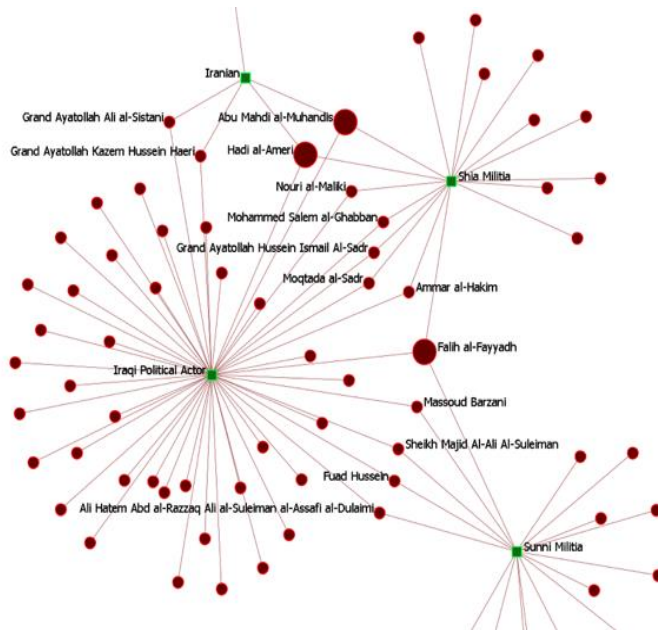 Iranian
Grand Ayatollah Ali al-Sistani
Abu Mahdi al-Muhandis
Grand Ayatollah Kazem Hussein Haeri
Hadi al-Ameri
Shia Militia
Nouri al-Maliki
Mohammed Salem al-Ghabban
Grand Ayatollah Hussein Ismail Al-Sadr
Moqtada al-Sadr
Ammar al-Hakim
Falih al-Fayyadh
Iraqi Political Actor
Massoud Barzani
Sheikh Majid Al-Ali Al-Suleiman
Fuad Hussein
Ali Hatem Abd al-Razzaq Ali al-Suleiman al-Assafi al-Dulaimi
Sunni Militia